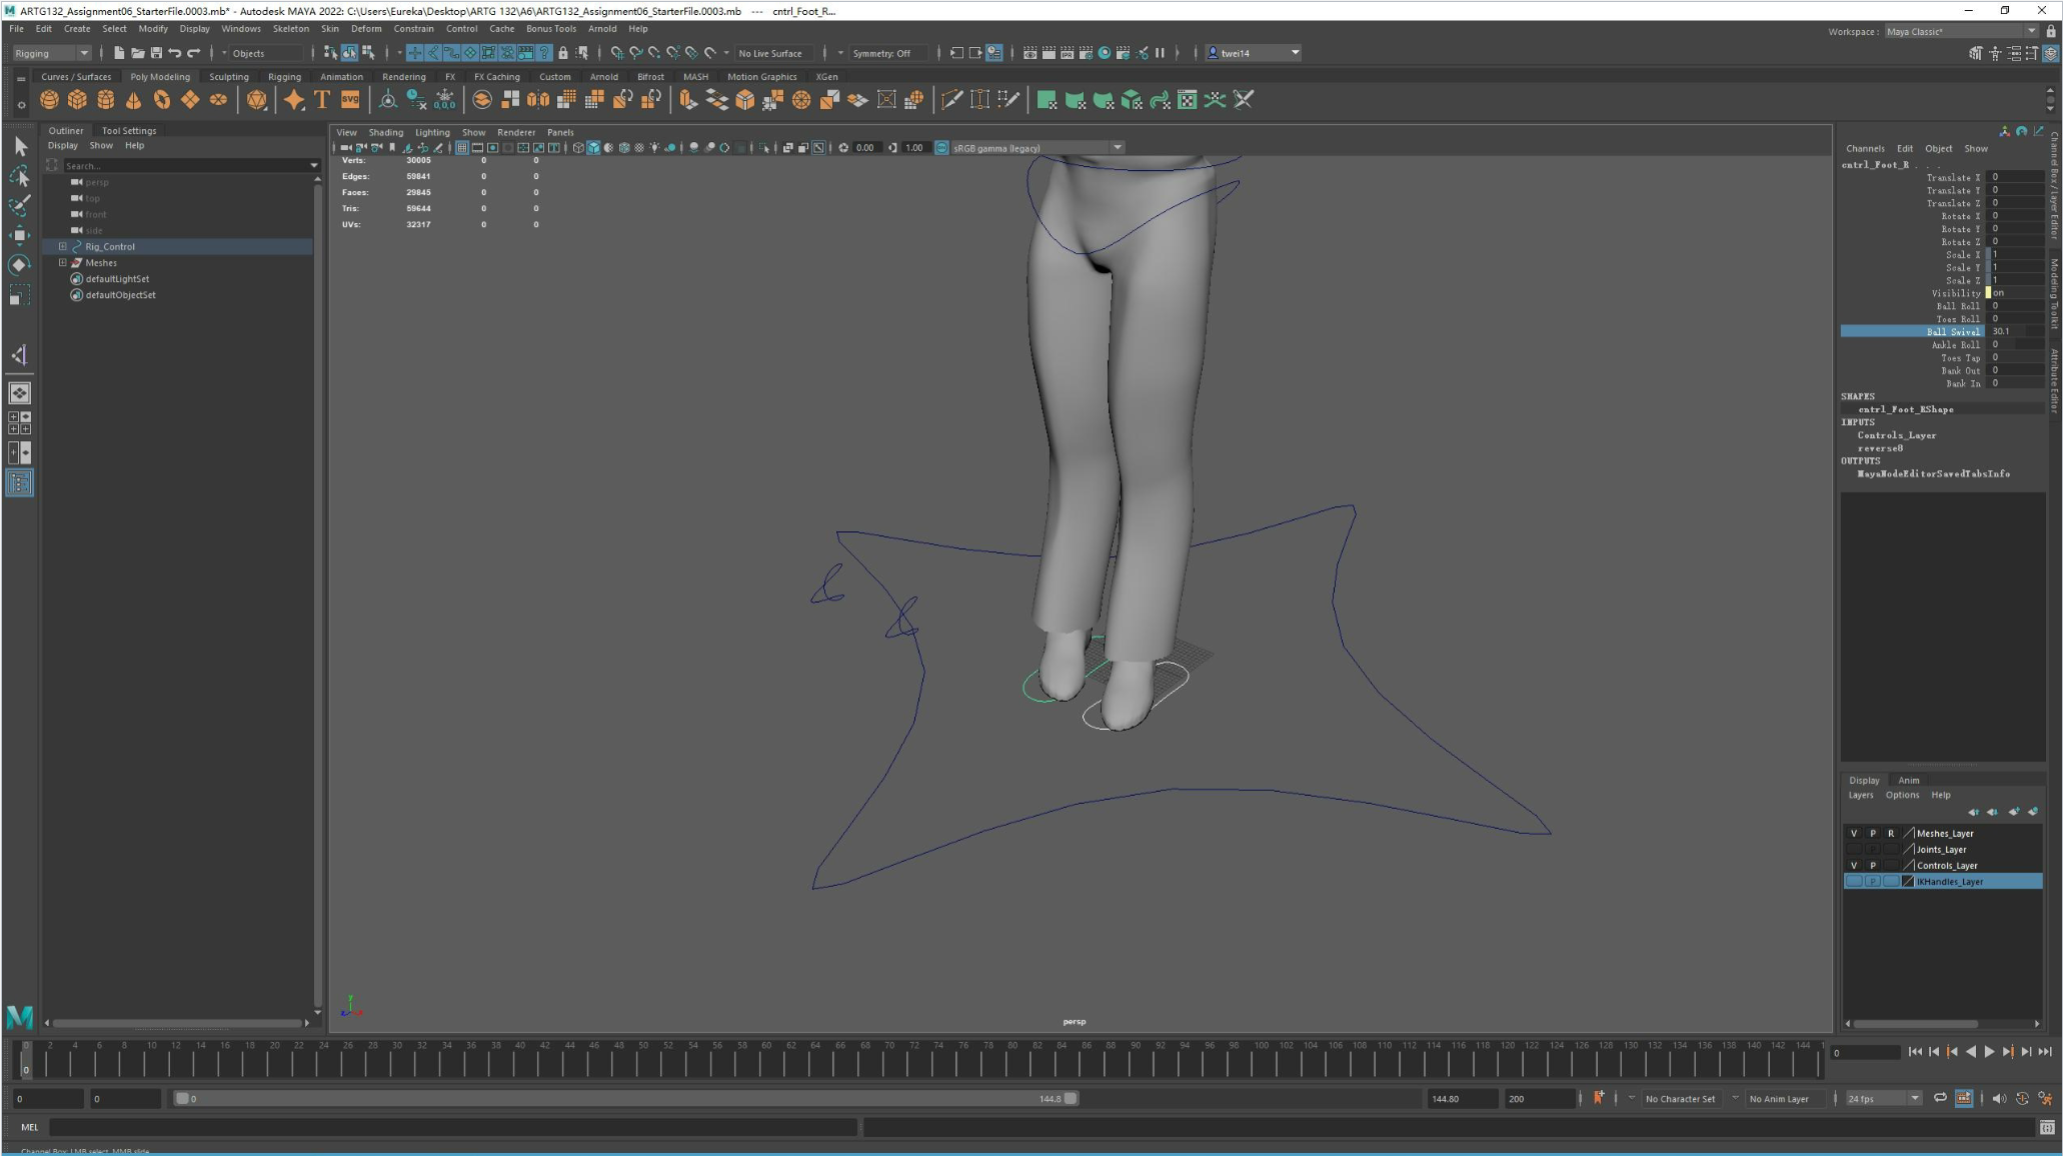 ARTG132_Assignment06_StarterFile.0003.mb* - Autodesk MAYA 2022: C:\Users\Eureka\Desktop\ARTG 132\A6\ARTG132_Assignment06_StarterFile.0003.mb --- cntrl_Foot_R...
File Edit Create Select Modify Display Windows Skeleton Skin Deform Constrain Control Cache Bonus Tools Arnold Help
Workspace : Maya Classic*
Rigging Objects No Live Surface Symmetry: Off twei14
Curves / Surfaces Poly Modeling Sculpting Rigging Animation Rendering FX FX Caching Custom Arnold Bifrost MASH Motion Graphics XGen
T svg
Outliner Tool Settings
Display Show Help
Search...
persp
top
front
side
Rig_Control
Meshes
defaultLightSet
defaultObjectSet
View Shading Lighting Show Renderer Panels
0.00 1.00 sRGB gamma (legacy)
Verts: 30005 0 0
Edges: 59841 0 0
Faces: 29845 0 0
Tris: 59644 0 0
UVs: 32317 0 0
persp
Channels Edit Object Show
cntrl_Foot_R . . .
Translate X 0
Translate Y 0
Translate Z 0
Rotate X 0
Rotate Y 0
Rotate Z 0
Scale X 1
Scale Y 1
Scale Z 1
Visibility on
Ball Roll 0
Toes Roll 0
Ball Swivel 30.1
Ankle Roll 0
Toes Tap 0
Bank Out 0
Bank In 0
SHAPES
cntrl_Foot_RShape
INPUTS
Controls_Layer
reverse8
OUTPUTS
MayaNodeEditorSavedTabsInfo
Channel Box / Layer Editor
Modeling Toolkit
Attribute Editor
Display Anim
Layers Options Help
V P R Meshes_Layer
Joints_Layer
V P Controls_Layer
P IKHandles_Layer
0 2 4 6 8 10 12 14 16 18 20 22 24 26 28 30 32 34 36 38 40 42 44 46 48 50 52 54 56 58 60 62 64 66 68 70 72 74 76 78 80 82 84 86 88 90 92 94 96 98 100 102 104 106 108 110 112 114 116 118 120 122 124 126 128 130 132 134 136 138 140 142 144 1
0
0
0 0 0 144.8 144.80 200 No Character Set No Anim Layer 24 fps
MEL
Channel Box: LMB select, MMB slide